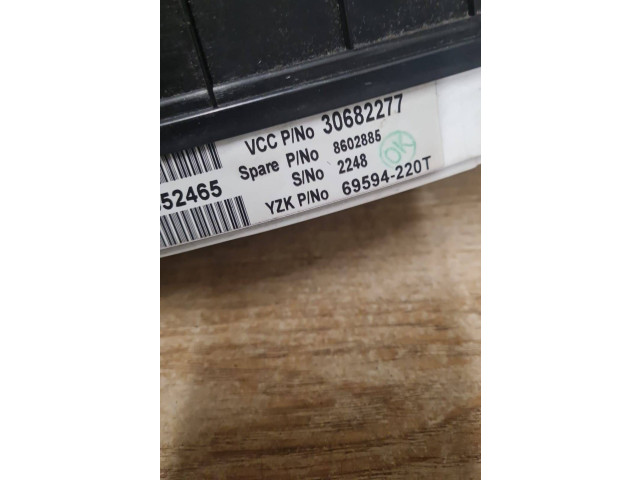 VCC P/No 30682277
Spare P/No 8602885
S/No 2248
YZK P/No 69594-220T
52465
OK